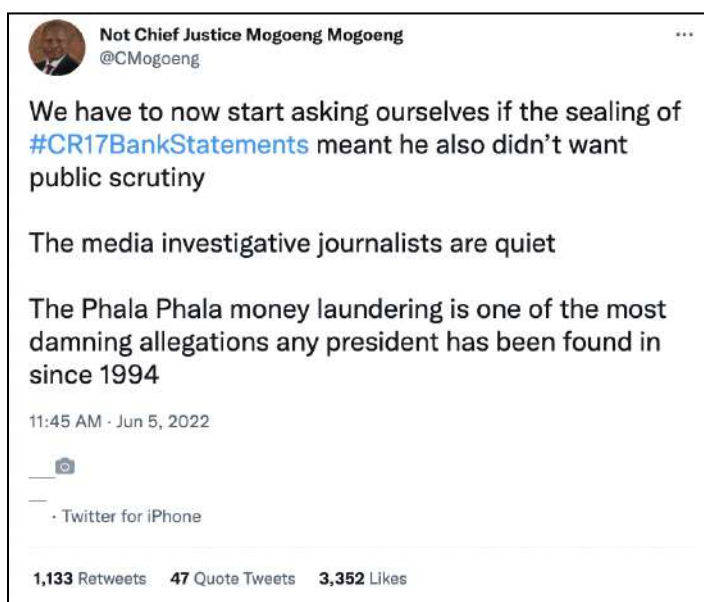 Not Chief Justice Mogoeng Mogoeng
@CMogoeng
We have to now start asking ourselves if the sealing of
#CR17BankStatements meant he also didn’t want
public scrutiny
The media investigative journalists are quiet
The Phala Phala money laundering is one of the most
damning allegations any president has been found in
since 1994
11:45 AM · Jun 5, 2022
· Twitter for iPhone
1,133 Retweets 47 Quote Tweets 3,352 Likes